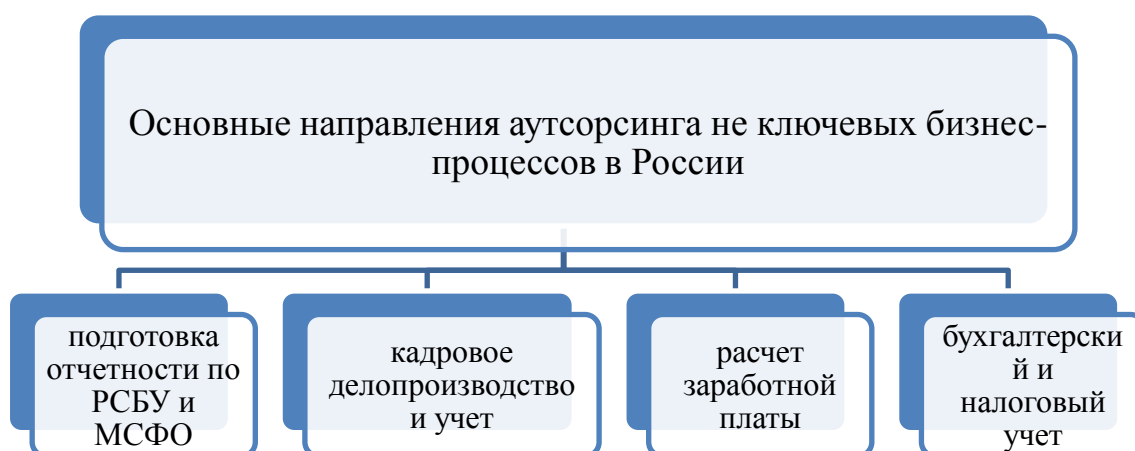 Основные направления аутсорсинга не ключевых бизнес-
процессов в России
подготовка
отчетности по
РСБУ и
МСФО
кадровое
делопроизводство
и учет
расчет
заработной
платы
бухгалтерски
й и
налоговый
учет